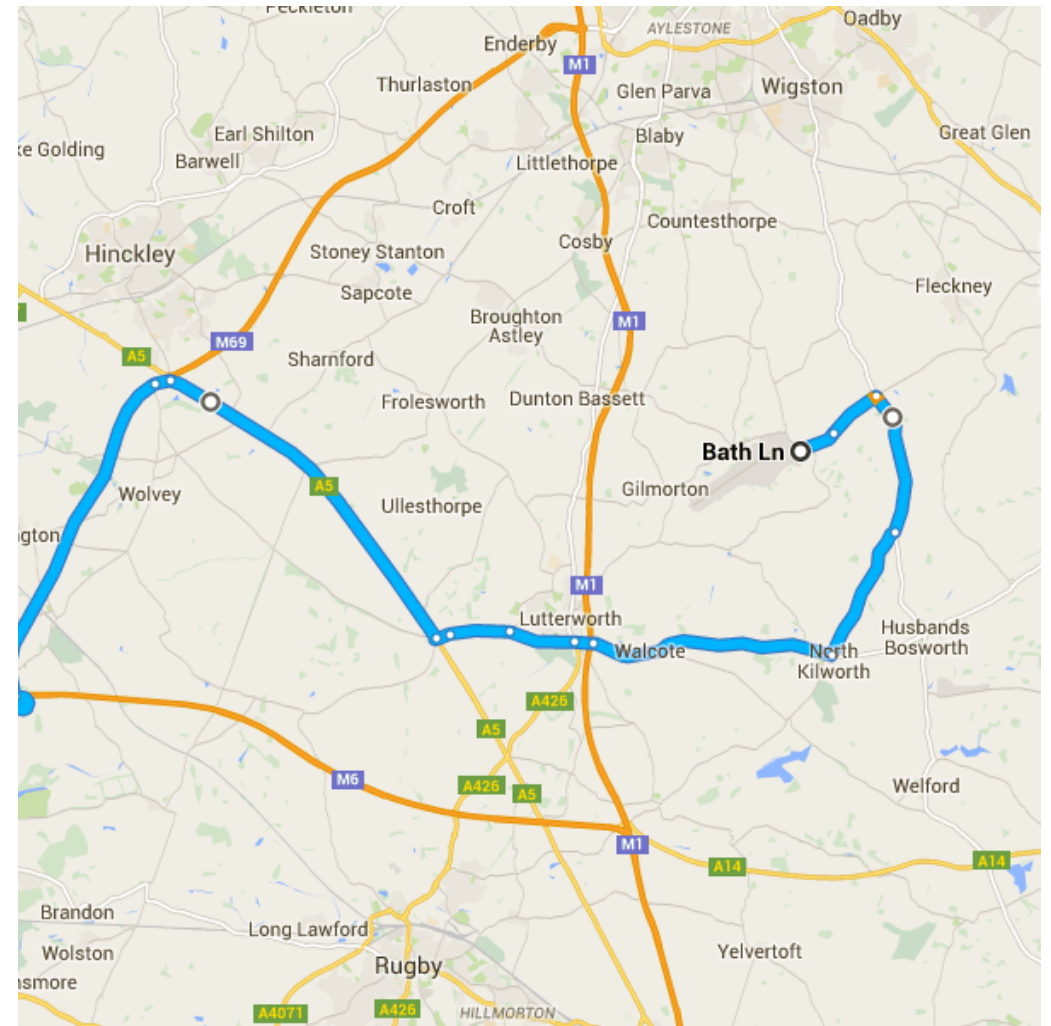 Peckleton
Oadby
AYLESTONE
Enderby
M1
Thurlaston
Glen Parva
Wigston
Earl Shilton
Blaby
Great Glen
ke Golding
Barwell
Littlethorpe
Croft
Countesthorpe
Hinckley
Stoney Stanton
Cosby
Sapcote
Fleckney
Broughton
Astley
M1
M69
A5
Sharnford
Frolesworth
Dunton Bassett
Bath Ln
A5
Gilmorton
Wolvey
Ullesthorpe
gton
M1
Lutterworth
Husbands
Bosworth
Walcote
North
Kilworth
A426
A5
M6
A426
A5
Welford
M1
A14
A14
Brandon
Long Lawford
Wolston
Yelvertoft
Rugby
nsmore
A4071
A426
HILLMORTON